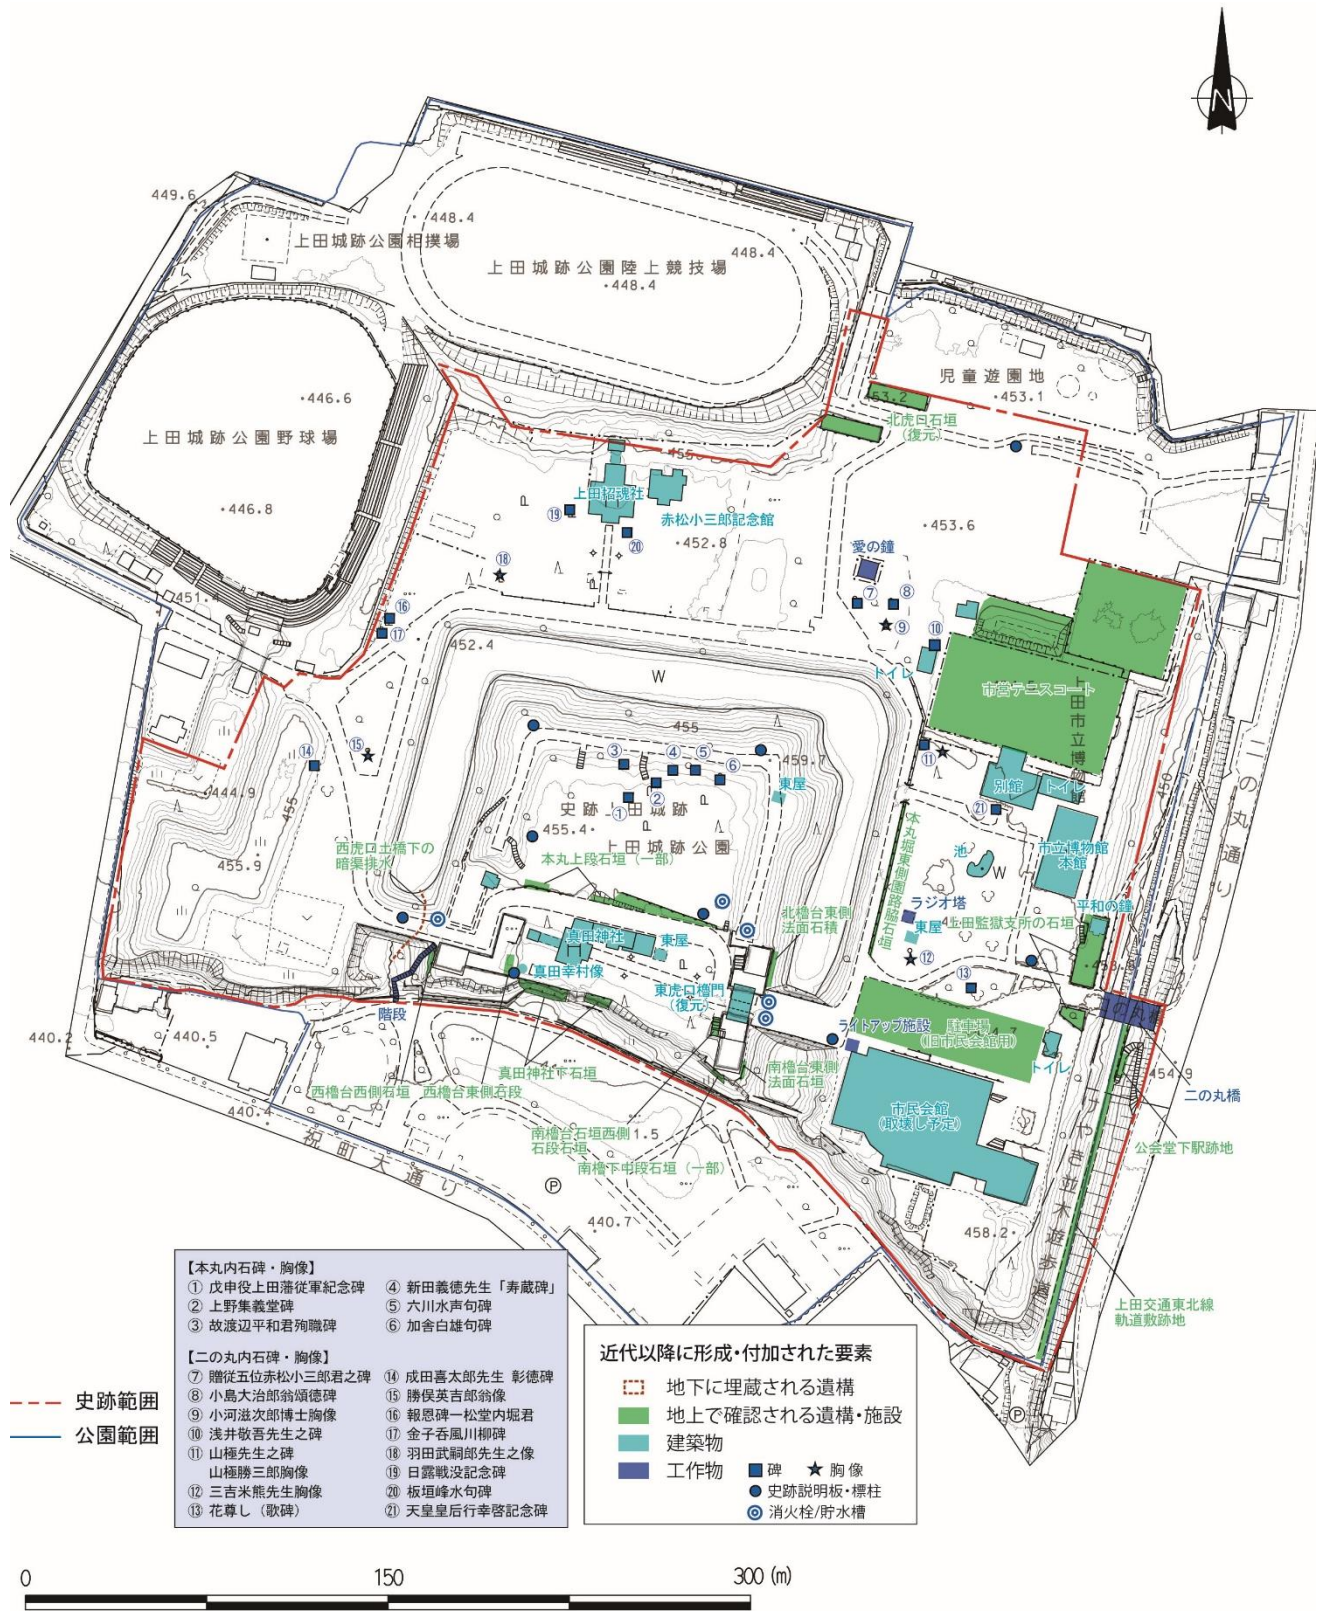 N
449.6
448.4
上田城跡公園相撲場
448.4
上田城跡公園陸上競技場
448.4
児童遊園地
453.2
453.1
446.6
北虎口石垣
(復元)
上田城跡公園野球場
455
上田招魂社
⑲
赤松小三郎記念館
446.8
453.6
⑳
452.8
愛の鐘
⑱
451.4
⑦
⑧
⑯
⑨
⑩
⑰
452.4
トイレ
W
市営テニスコート
上田市立博物館
二の丸通り
455
⑮
⑭
③
④
⑤
⑥
459.7
⑪
別館
トイレ
450
444.9
455
②
東屋
①
史跡上田城跡
㉑
455.4
上田城跡公園
市立博物館
本館
西虎口土橋下の
暗渠排水
455.9
本丸上段石垣(一部)
本丸堀東側園路脇石垣
池
W
ラジオ塔
平和の鐘
北櫓台東側
法面石積
上田監獄支所の石垣
東屋
真田神社
東屋
⑫
真田幸村像
⑬
東虎口櫓門
(復元)
階段
ライトアップ施設
駐車場
(旧市民会館用)
440.2
440.5
真田神社下石垣
南櫓台東側
法面石垣
トイレ
454.9
西櫓台西側石垣
西櫓台東側石段
二の丸橋
440.4
市民会館
(取壊し予定)
祝町大通り
南櫓台石垣西側
石段石垣
1.5
南櫓下中段石垣(一部)
けやき並木遊歩道
公会堂下駅跡地
P
440.7
458.2
上田交通東北線
軌道敷跡地
P
【本丸内石碑・胸像】
① 戊申役上田藩従軍紀念碑
② 上野集義堂碑
③ 故渡辺平和君殉職碑
④ 新田義德先生「寿蔵碑」
⑤ 六川水声句碑
⑥ 加舎白雄句碑
【二の丸内石碑・胸像】
⑦ 贈従五位赤松小三郎君之碑
⑧ 小島大治郎翁頌徳碑
⑨ 小河滋次郎博士胸像
⑩ 浅井敬吾先生之碑
⑪ 山極先生之碑
山極勝三郎胸像
⑫ 三吉米熊先生胸像
⑬ 花尊し(歌碑)
⑭ 成田喜太郎先生 彰徳碑
⑮ 勝俣英吉郎翁像
⑯ 報恩碑一松堂内堀君
⑰ 金子呑風川柳碑
⑱ 羽田武嗣郎先生之像
⑲ 日露戦没記念碑
⑳ 板垣峰水句碑
㉑ 天皇皇后行幸啓記念碑
史跡範囲
公園範囲
近代以降に形成・付加された要素
地下に埋蔵される遺構
地上で確認される遺構・施設
建築物
工作物
碑
胸像
史跡説明板・標柱
消火栓/貯水槽
0
150
300 (m)